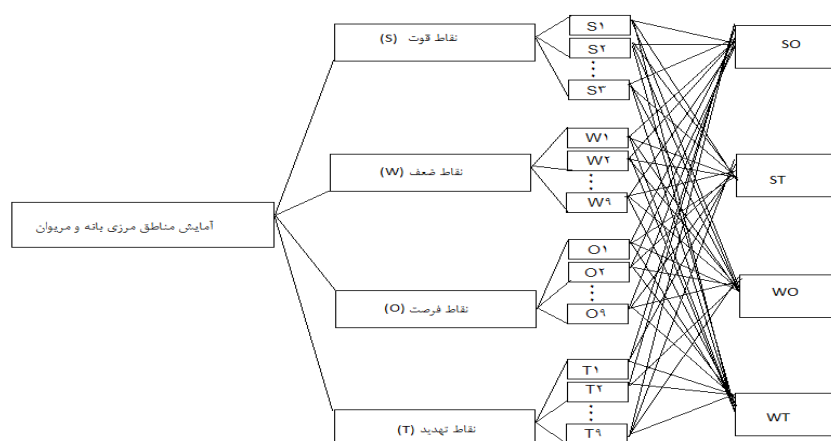 نقاط قوت (S)
S۱
S۲
⋮
S۳
SO
نقاط ضعف (W)
W۱
W۲
⋮
W۹
ST
آمایش مناطق مرزی بانه و مریوان
نقاط فرصت (O)
O۱
O۲
⋮
O۹
WO
نقاط تهدید (T)
T۱
T۲
⋮
T۹
WT